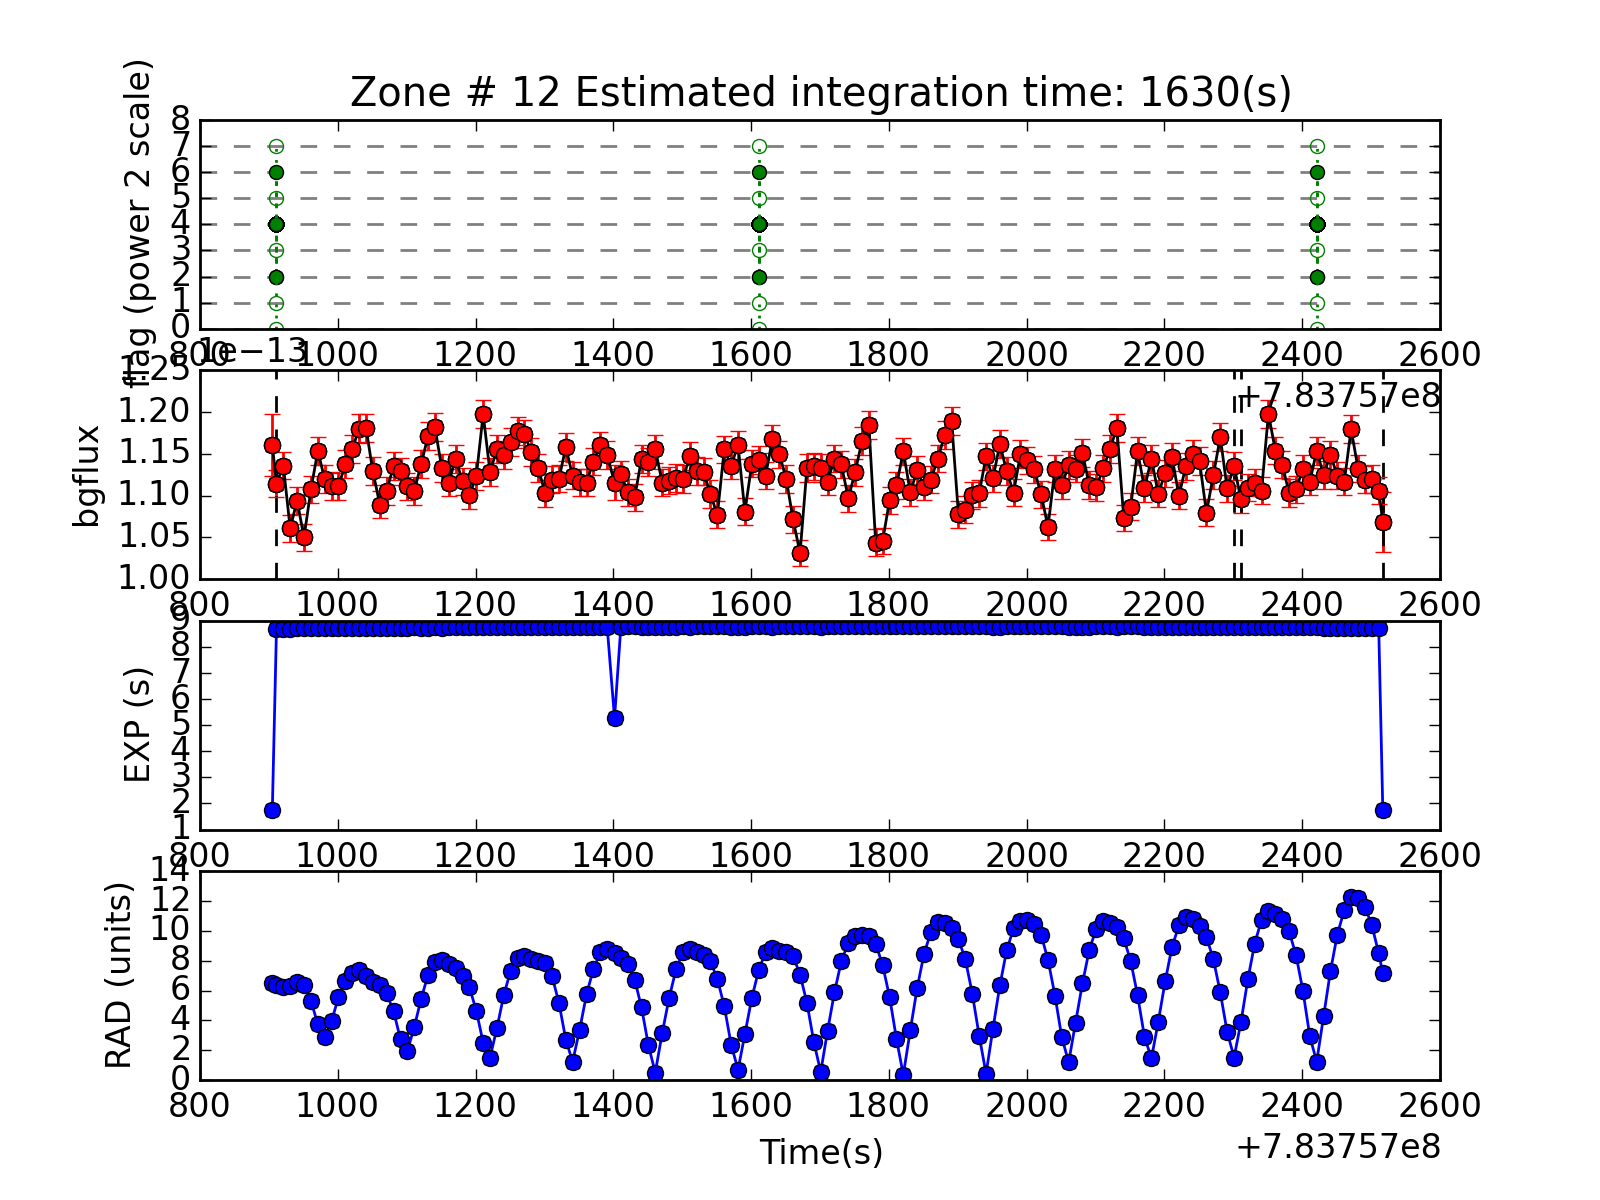 Zone # 12 Estimated integration time: 1630(s)
flag (power 2 scale)
8
7
6
5
4
3
2
1
0
800 1000 1200 1400 1600 1800 2000 2200 2400 2600
1e−13
+7.83757e8
bgflux
1.25
1.20
1.15
1.10
1.05
1.00
800 1000 1200 1400 1600 1800 2000 2200 2400 2600
EXP (s)
9
8
7
6
5
4
3
2
1
800 1000 1200 1400 1600 1800 2000 2200 2400 2600
RAD (units)
14
12
10
8
6
4
2
0
800 1000 1200 1400 1600 1800 2000 2200 2400 2600
Time(s)
+7.83757e8